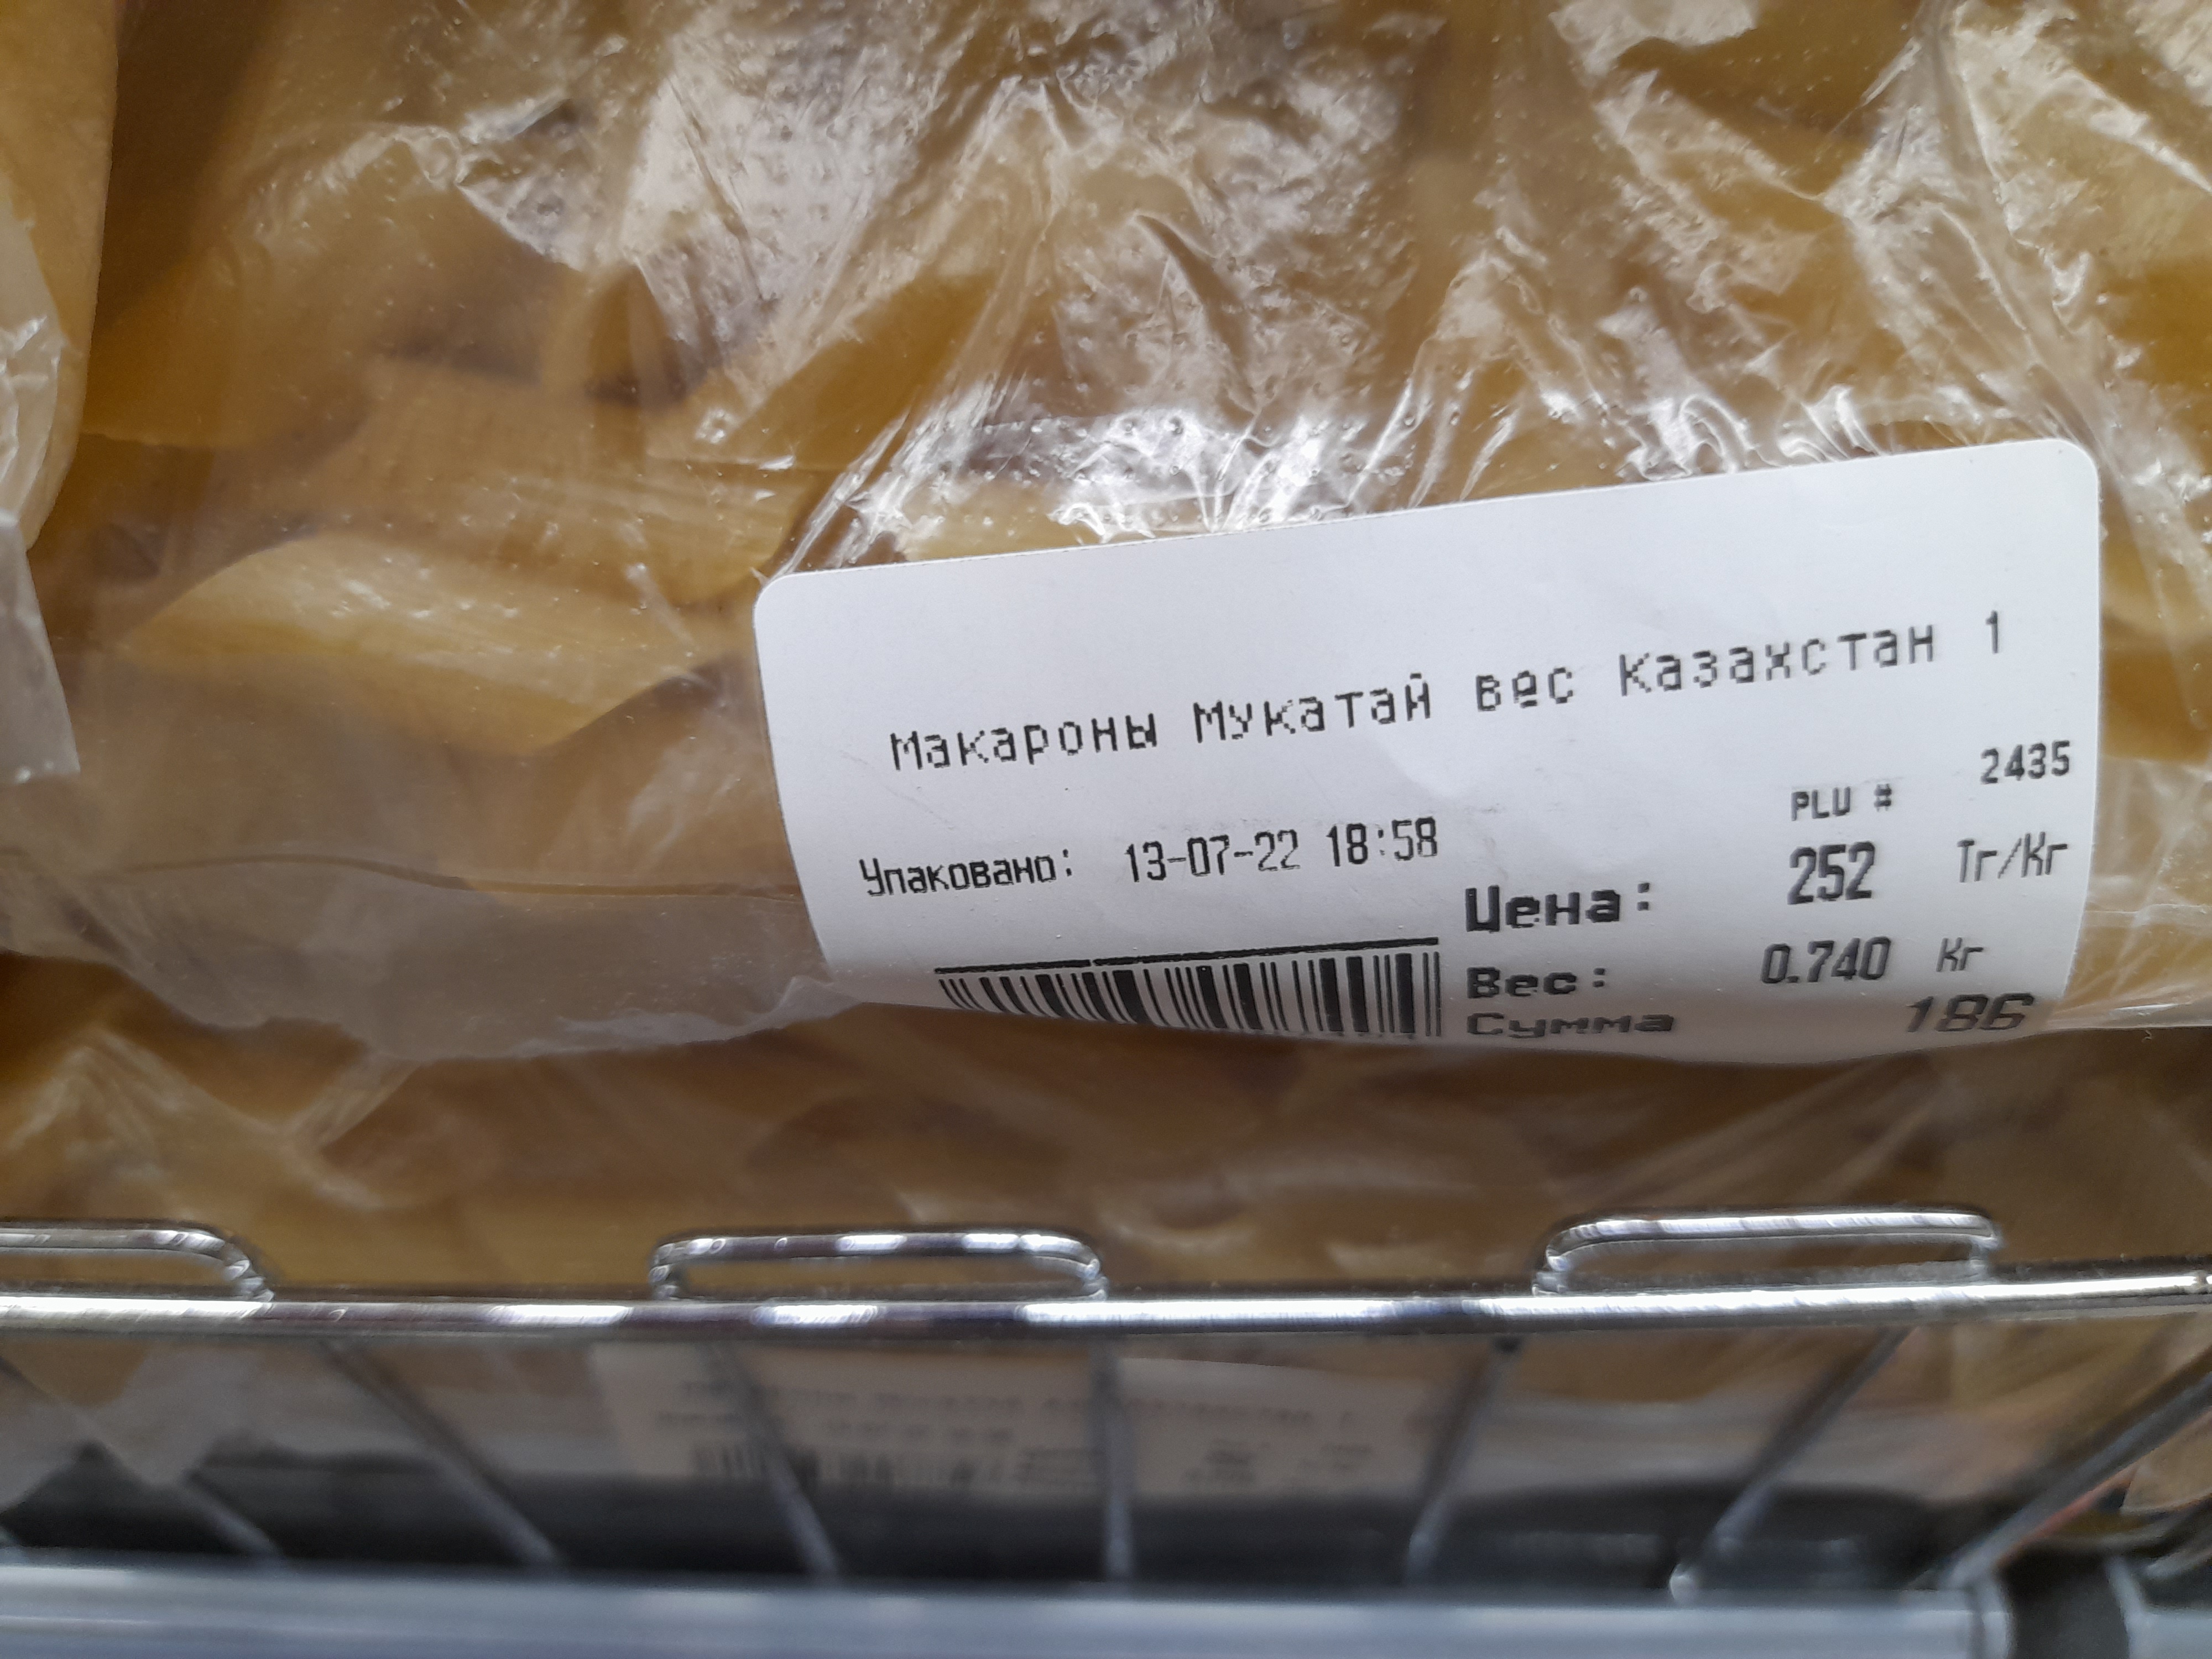 Макароны Мукатай вес Казахстан 1
PLU # 2435
Упаковано: 13-07-22 18:58
Цена: 252 Тг/Кг
Вес: 0.740 Кг
Сумма 186